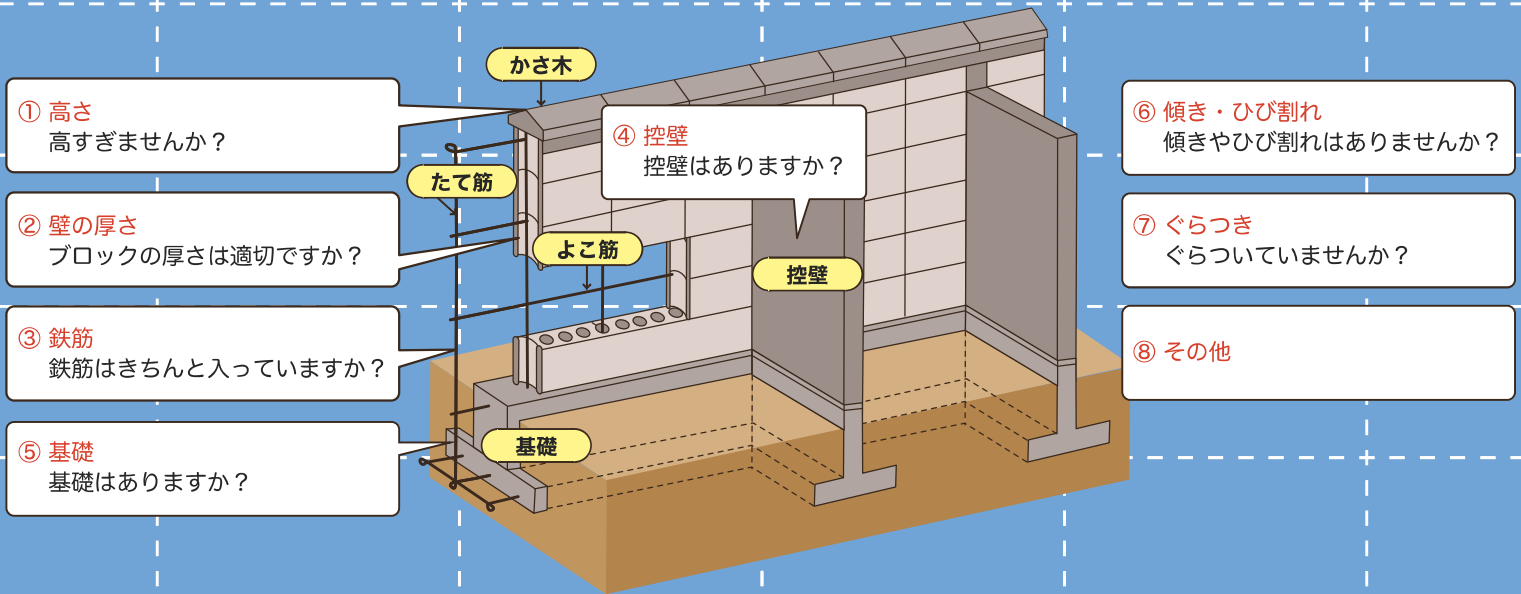 ① 高さ
高すぎませんか？
② 壁の厚さ
ブロックの厚さは適切ですか？
③ 鉄筋
鉄筋はきちんと入っていますか？
⑤ 基礎
基礎はありますか？
かさ木
たて筋
よこ筋
基礎
④ 控壁
控壁はありますか？
控壁
⑥ 傾き・ひび割れ
傾きやひび割れはありませんか？
⑦ ぐらつき
ぐらついていませんか？
⑧ その他